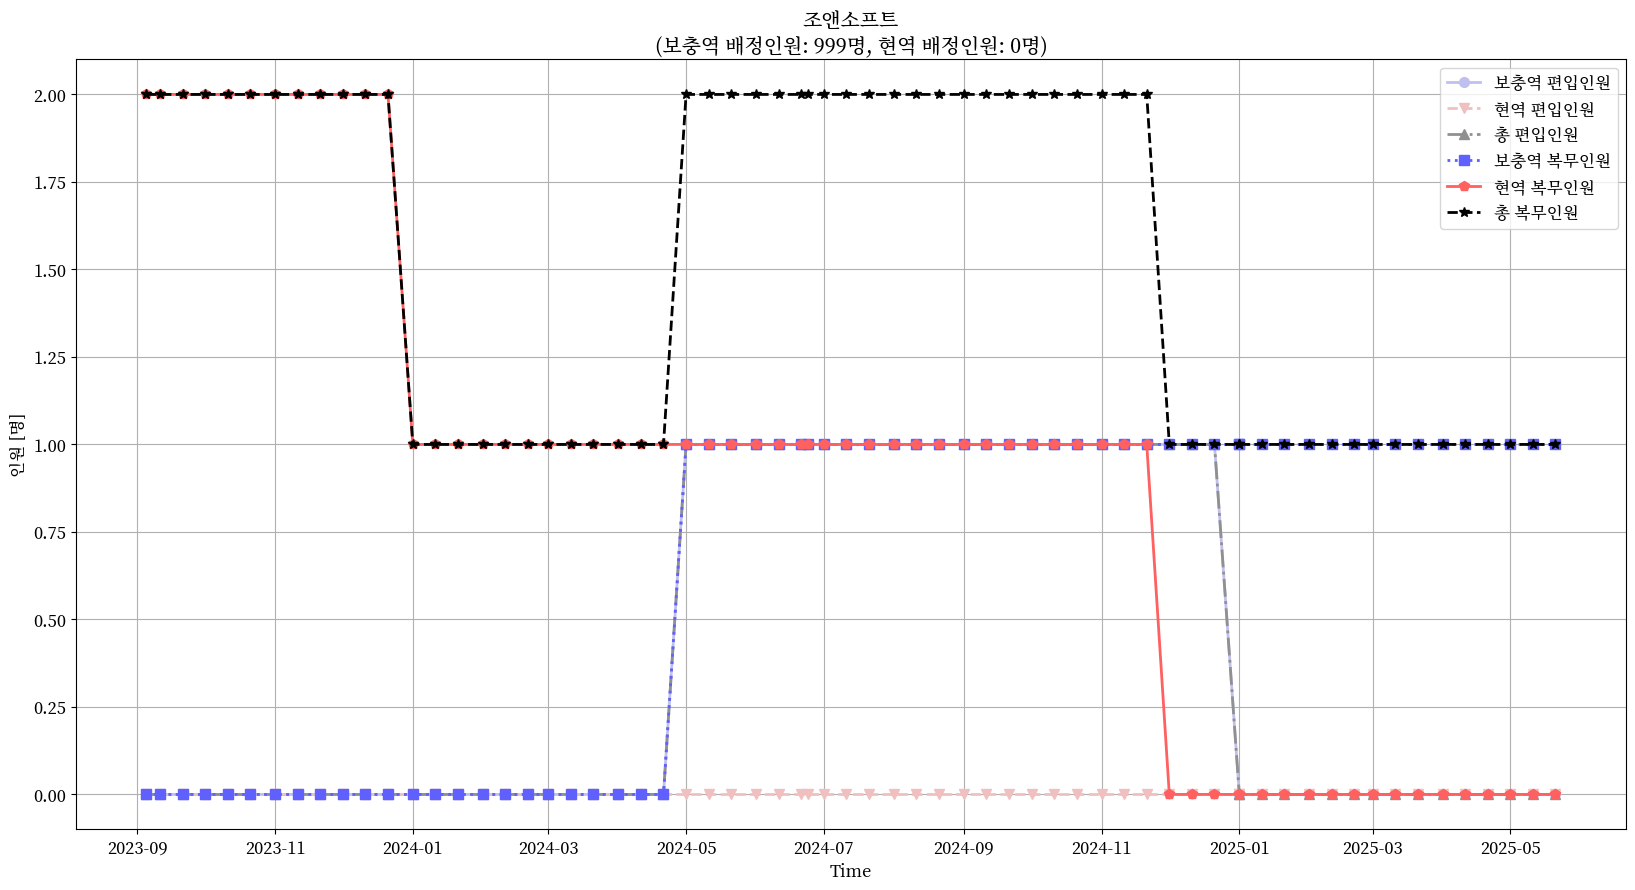 조앤소프트
(보충역 배정인원: 999명, 현역 배정인원: 0명)
보충역 편입인원
현역 편입인원
총 편입인원
보충역 복무인원
현역 복무인원
총 복무인원
인원 [명]
2.00
1.75
1.50
1.25
1.00
0.75
0.50
0.25
0.00
2023-09 2023-11 2024-01 2024-03 2024-05 2024-07 2024-09 2024-11 2025-01 2025-03 2025-05
Time